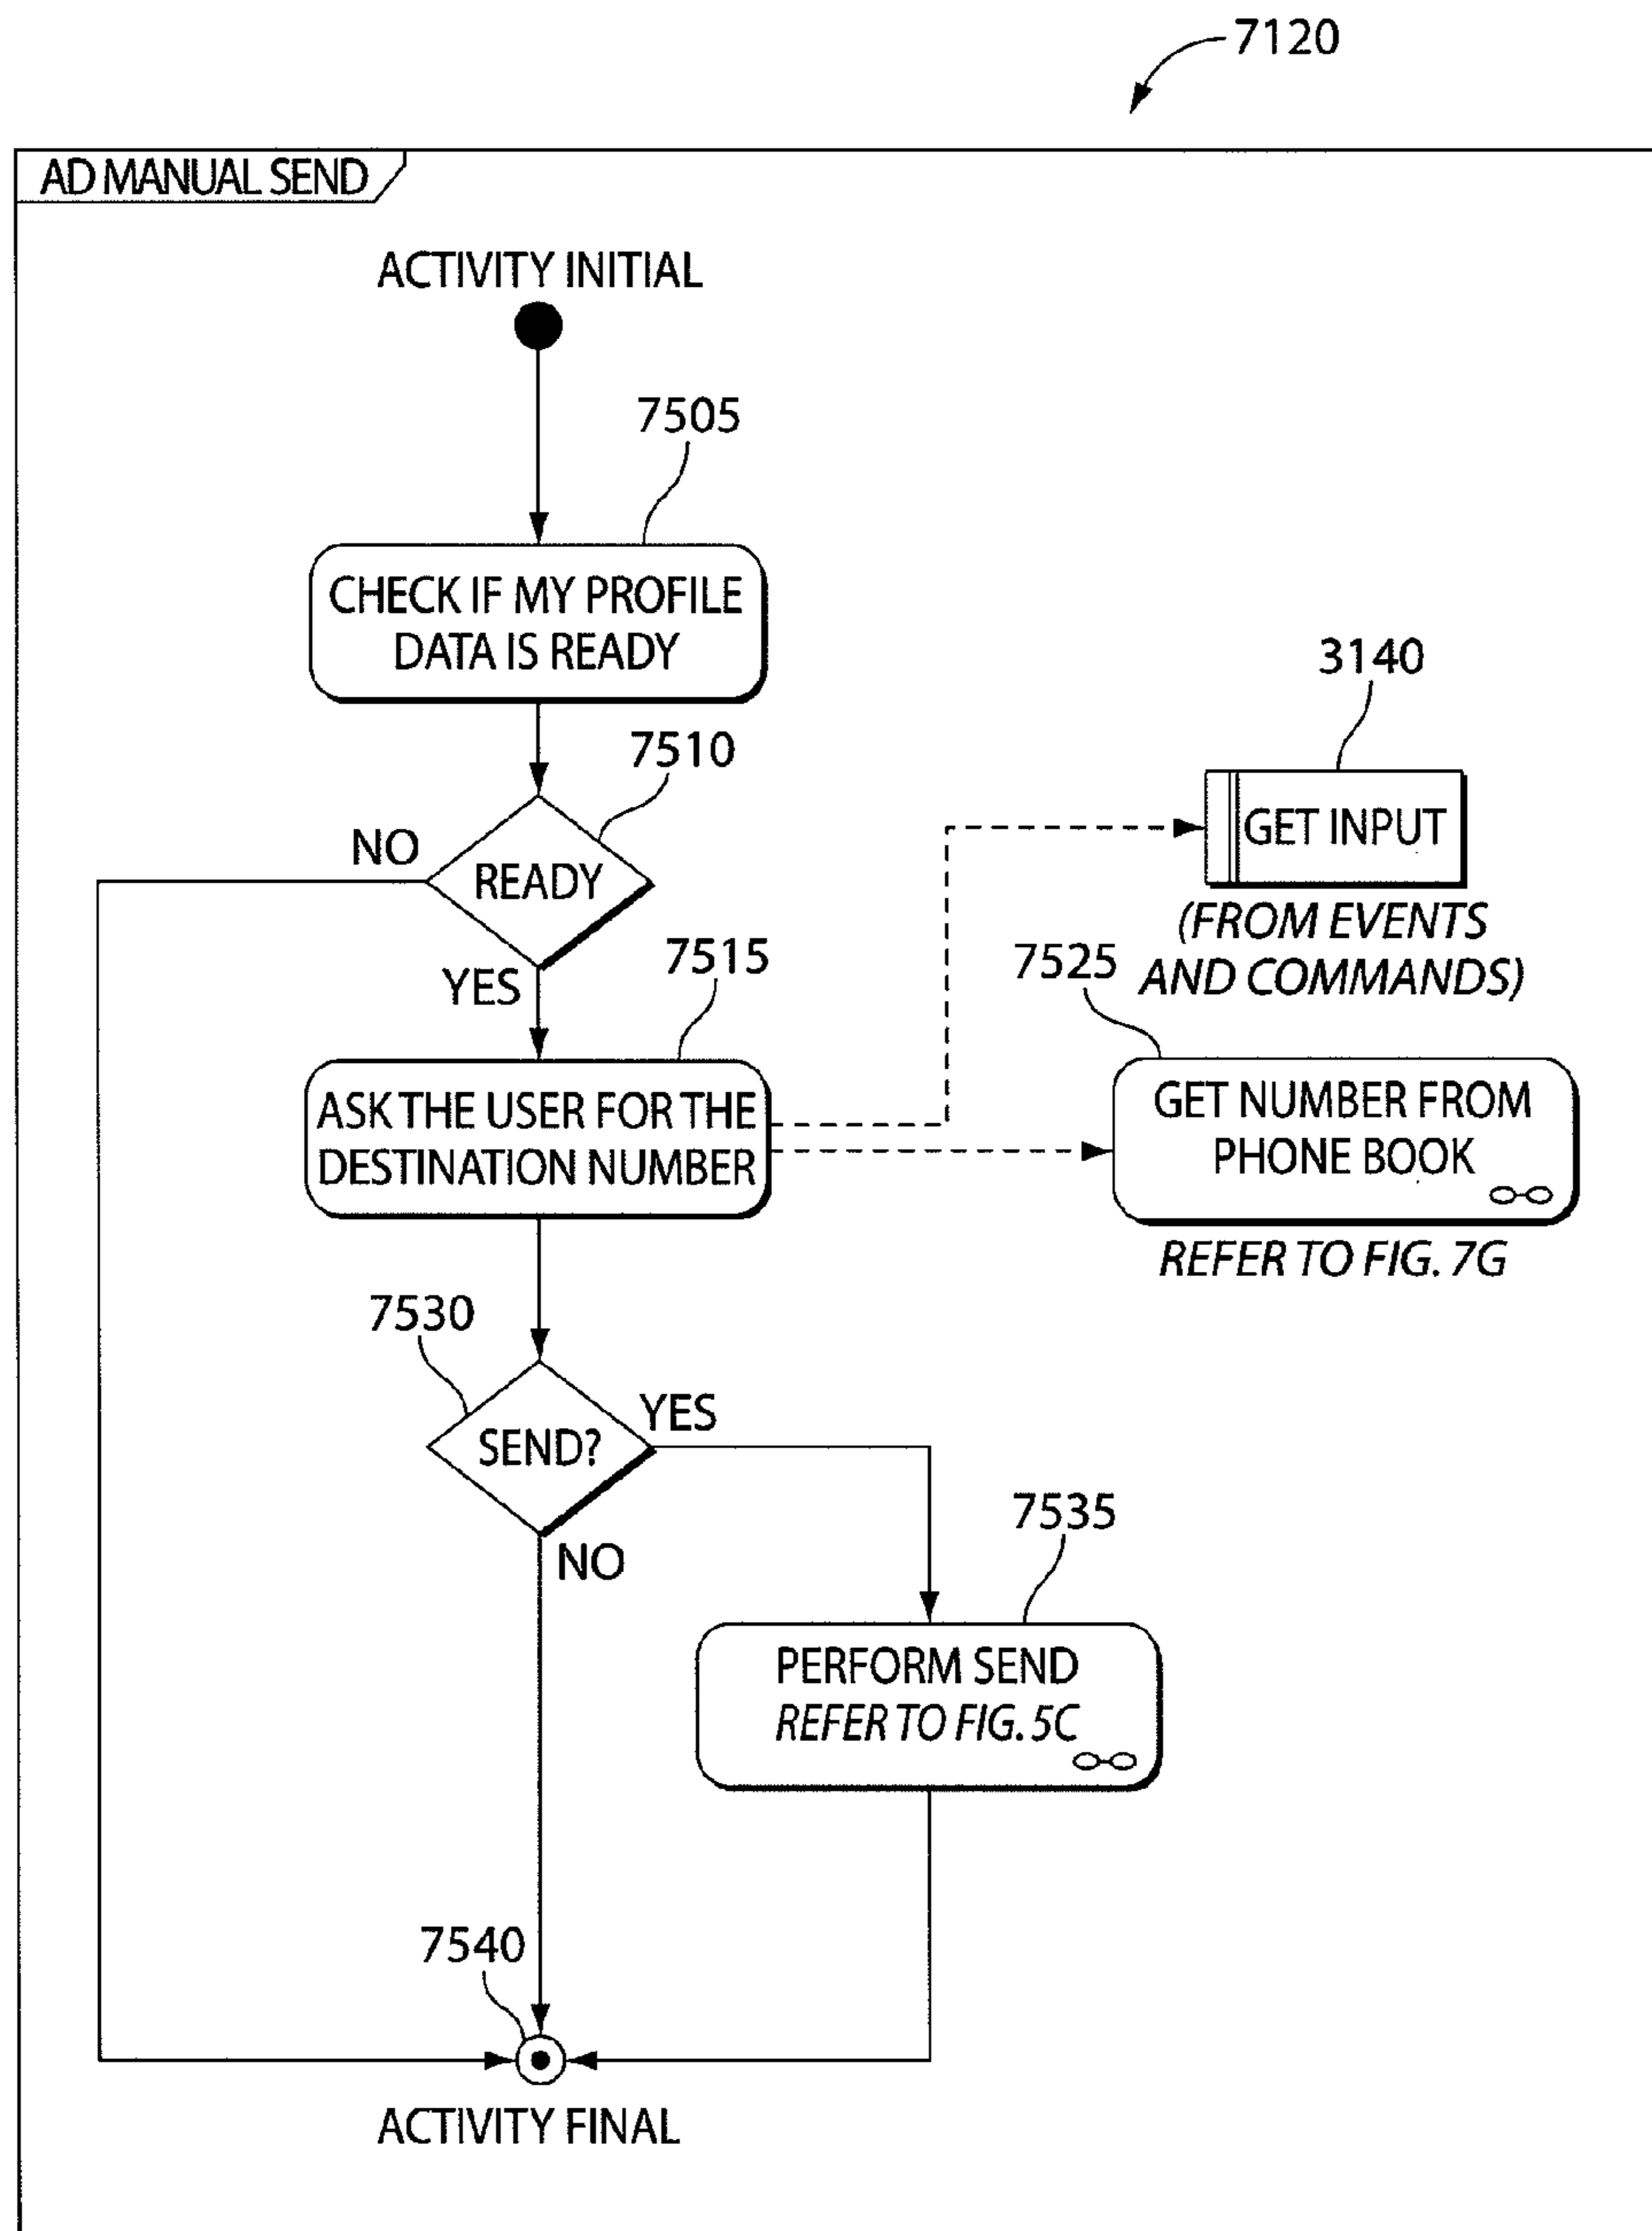 7120
AD MANUAL SEND
ACTIVITY INITIAL
7505
CHECK IF MY PROFILE
DATA IS READY
3140
7510
NO
READY
GET INPUT
(FROM EVENTS
AND COMMANDS)
YES
7515
7525
ASK THE USER FOR THE
DESTINATION NUMBER
GET NUMBER FROM
PHONE BOOK
REFER TO FIG. 7G
7530
YES
SEND?
NO
7535
PERFORM SEND
REFER TO FIG. 5C
7540
ACTIVITY FINAL